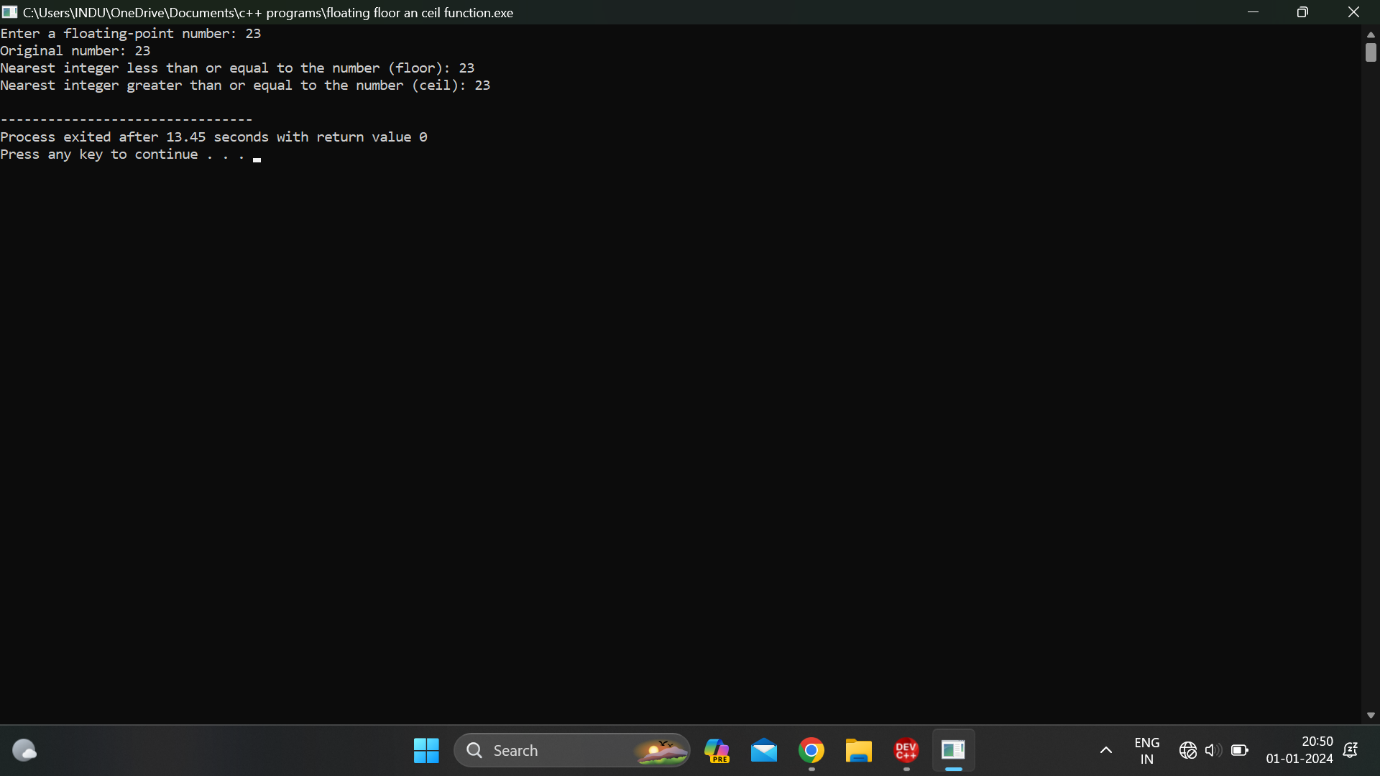 C:\Users\INDU\OneDrive\Documents\c++ programs\floating floor an ceil function.exe
Enter a floating-point number: 23
Original number: 23
Nearest integer less than or equal to the number (floor): 23
Nearest integer greater than or equal to the number (ceil): 23
--------------------------------
Process exited after 13.45 seconds with return value 0
Press any key to continue . . .
Search
PRE
DEV
C++
ENG
IN
20:50
01-01-2024